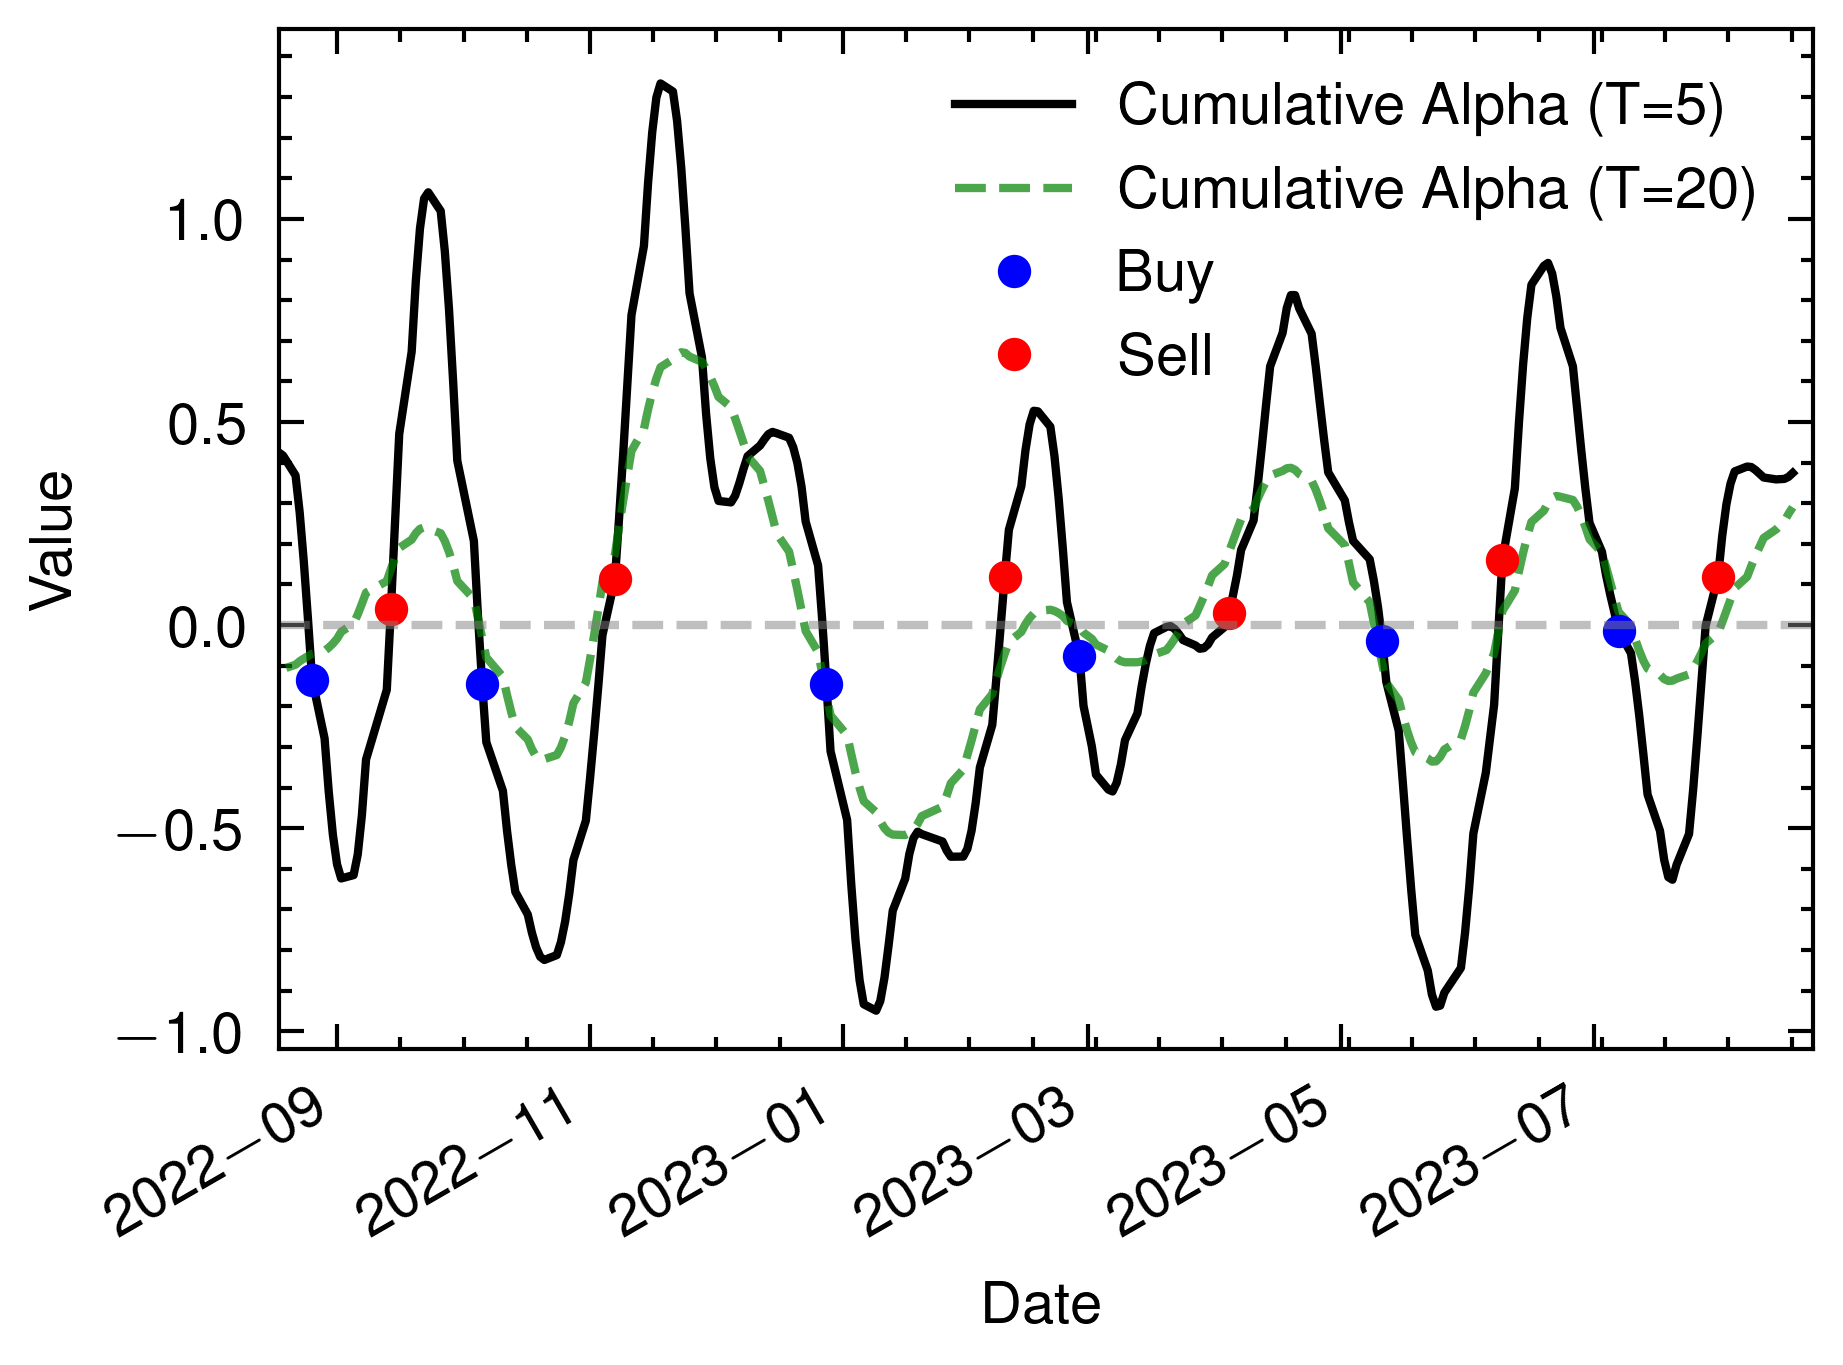 Cumulative Alpha (T=5)
Cumulative Alpha (T=20)
Buy
Sell
Value
1.0
0.5
0.0
−0.5
−1.0
2022−09
2022−11
2023−01
2023−03
2023−05
2023−07
Date